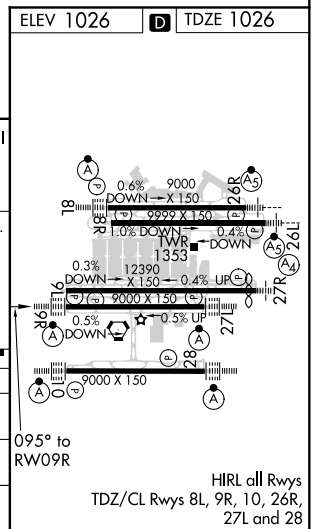 ELEV 1026 D TDZE 1026
A
P
0.6% 9000
DOWN X 150
26R
A5
8L
8R
P
9999 X 150
P
1.0% DOWN
0.4%
DOWN
26L
TWR
1353
A5
A4
0.3% 12390
DOWN X 150 0.4% UP
P
27R
9L
P
P
9000 X 150
P
9R
27L
A
0.5%
DOWN
0.5% UP
A
P
28
9000 X 150
A
10
P
A
095° to
RW09R
HIRL all Rwys
TDZ/CL Rwys 8L, 9R, 10, 26R,
27L and 28